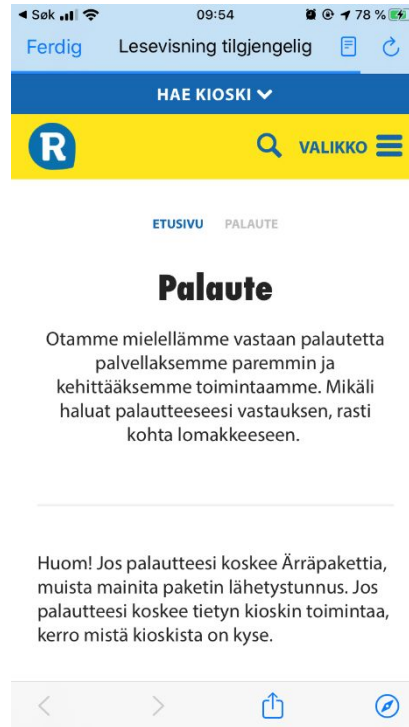 Søk 09:54 78 %
Ferdig Lesevisning tilgjengelig
HAE KIOSKI
R VALIKKO
ETUSIVU PALAUTE
Palaute
Otamme mielellämme vastaan palautetta
palvellaksemme paremmin ja
kehittääksemme toimintaamme. Mikäli
haluat palautteeseesi vastauksen, rasti
kohta lomakkeeseen.
Huom! Jos palautteesi koskee Ärräpakettia,
muista mainita paketin lähetystunnus. Jos
palautteesi koskee tietyn kioskin toimintaa,
kerro mistä kioskista on kyse.